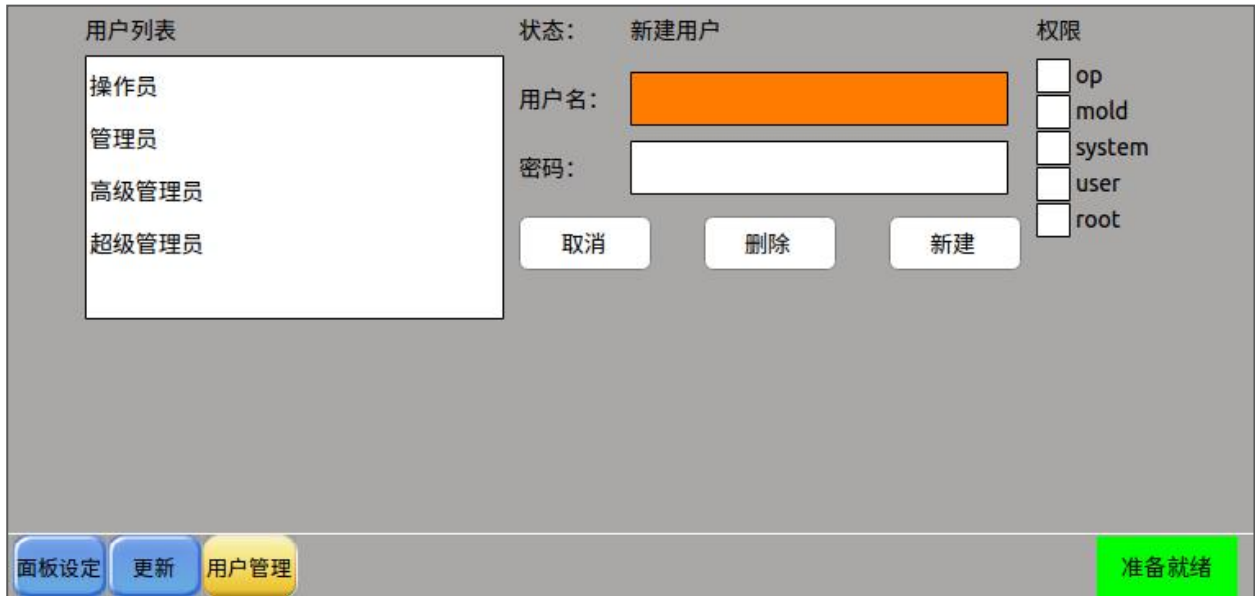 用户列表
操作员
管理员
高级管理员
超级管理员
状态： 新建用户
用户名：
密码：
取消 删除 新建
权限
op
mold
system
user
root
面板设定 更新 用户管理 准备就绪